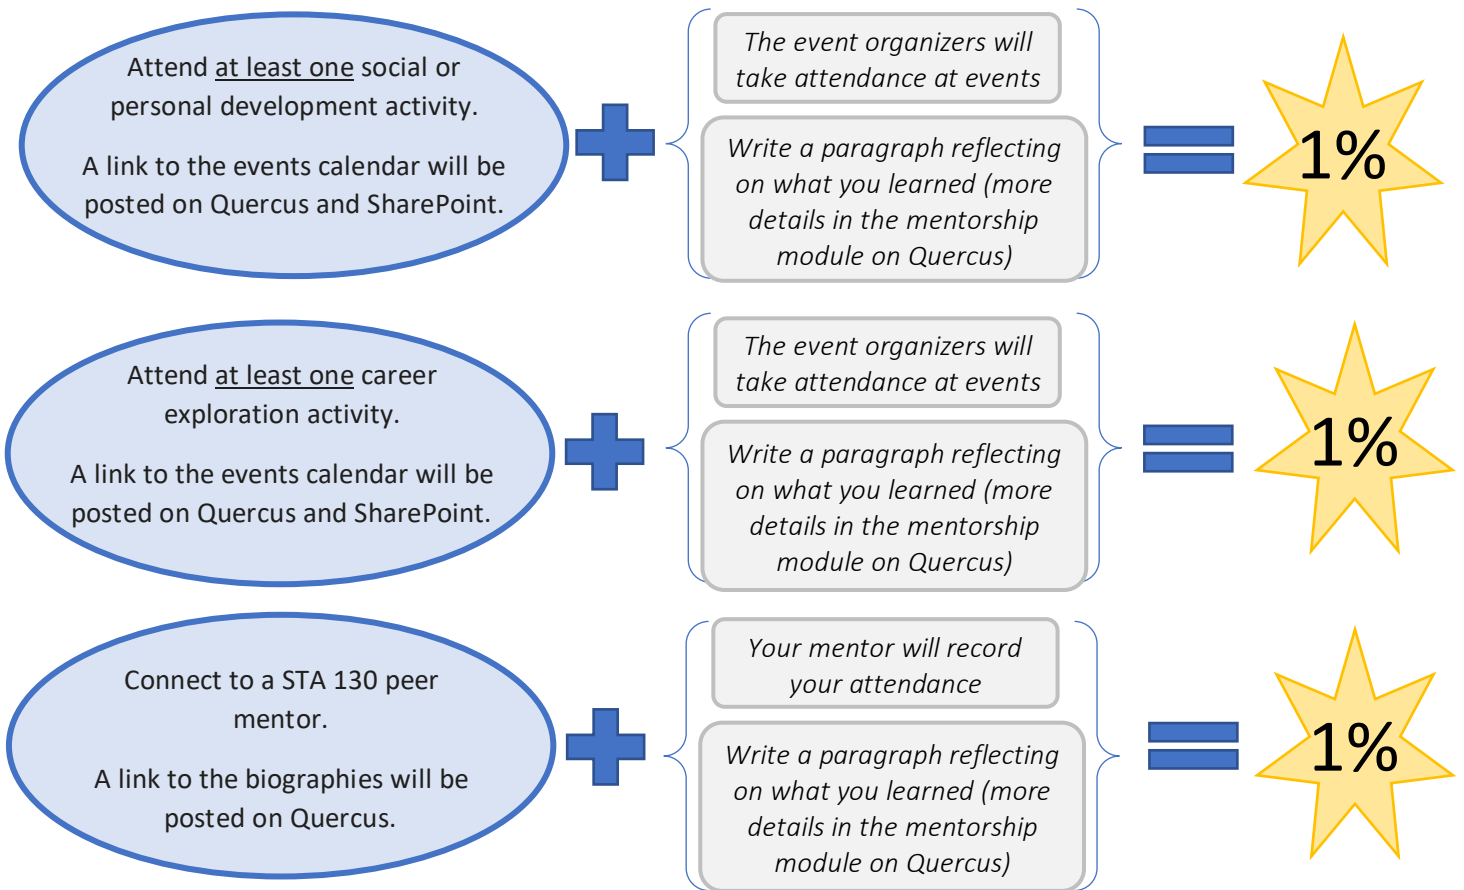 Attend at least one social or
personal development activity.
A link to the events calendar will be
posted on Quercus and SharePoint.
The event organizers will
take attendance at events
Write a paragraph reflecting
on what you learned (more
details in the mentorship
module on Quercus)
1%
Attend at least one career
exploration activity.
A link to the events calendar will be
posted on Quercus and SharePoint.
The event organizers will
take attendance at events
Write a paragraph reflecting
on what you learned (more
details in the mentorship
module on Quercus)
1%
Connect to a STA 130 peer
mentor.
A link to the biographies will be
posted on Quercus.
Your mentor will record
your attendance
Write a paragraph reflecting
on what you learned (more
details in the mentorship
module on Quercus)
1%